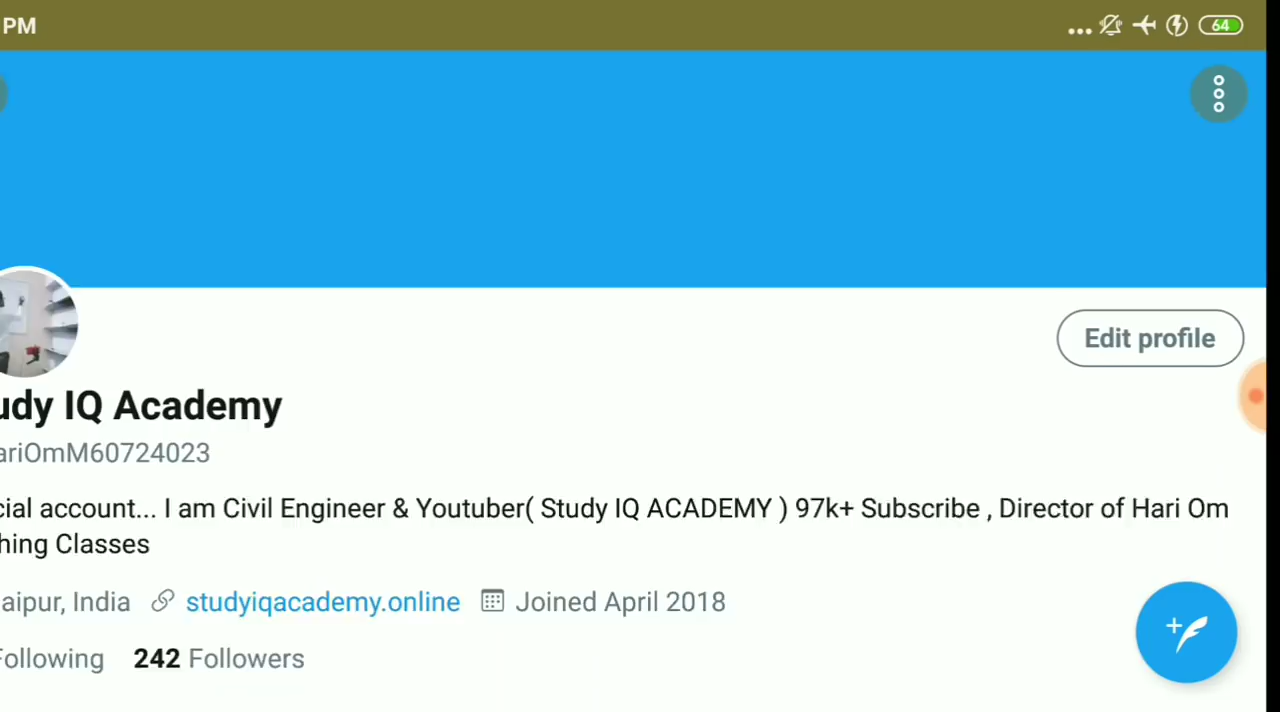 PM
64
Edit profile
udy IQ Academy
ariOmM60724023
cial account... I am Civil Engineer & Youtuber( Study IQ ACADEMY ) 97k+ Subscribe , Director of Hari Om
hing Classes
aipur, India studyiqacademy.online Joined April 2018
Following 242 Followers